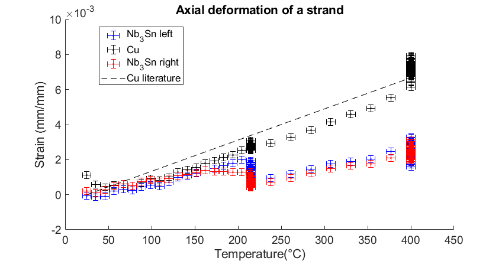 Axial deformation of a strand
×10⁻³
10
8
6
4
2
0
-2
Strain (mm/mm)
Nb₃Sn left
Cu
Nb₃Sn right
Cu literature
0 50 100 150 200 250 300 350 400 450
Temperature(°C)